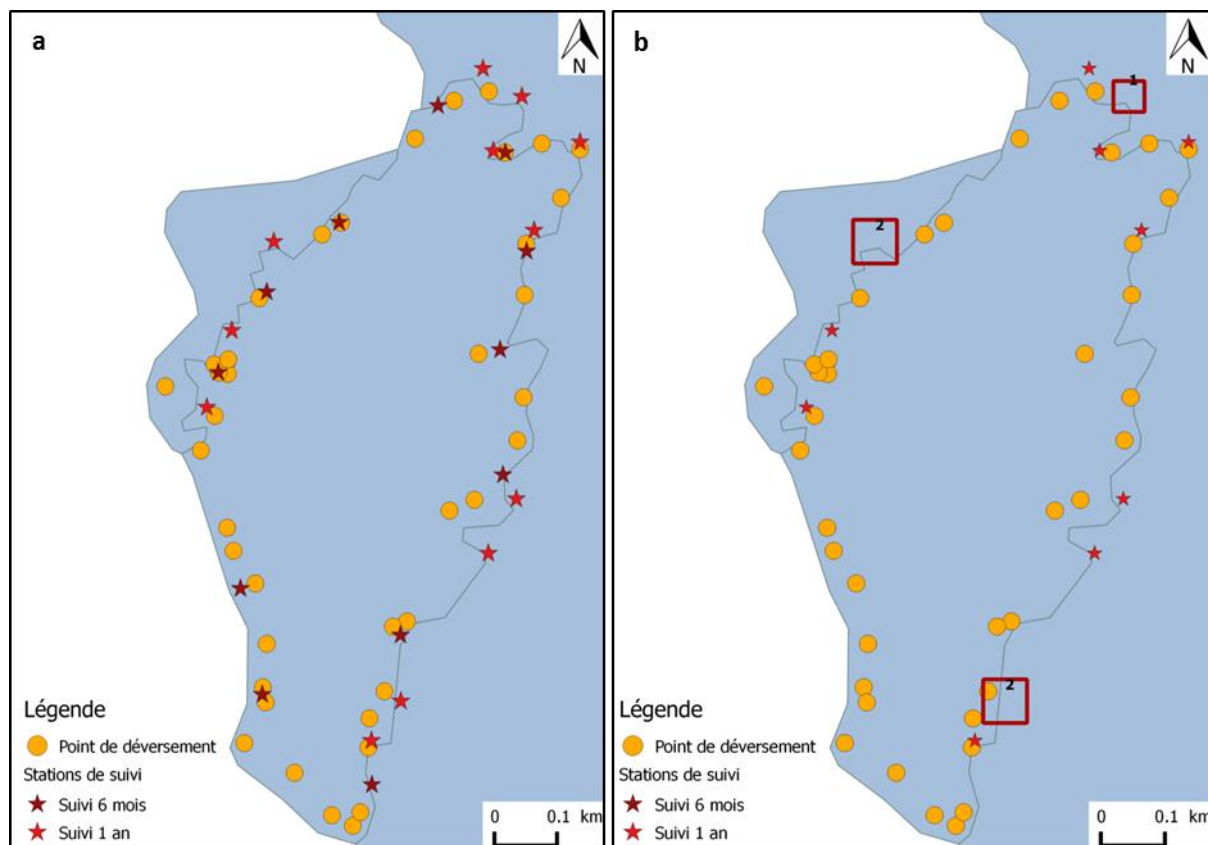 a
N
Légende
Point de déversement
Stations de suivi
Suivi 6 mois
Suivi 1 an
0 0.1 km
b
N
1
2
2
Légende
Point de déversement
Stations de suivi
Suivi 6 mois
Suivi 1 an
0 0.1 km